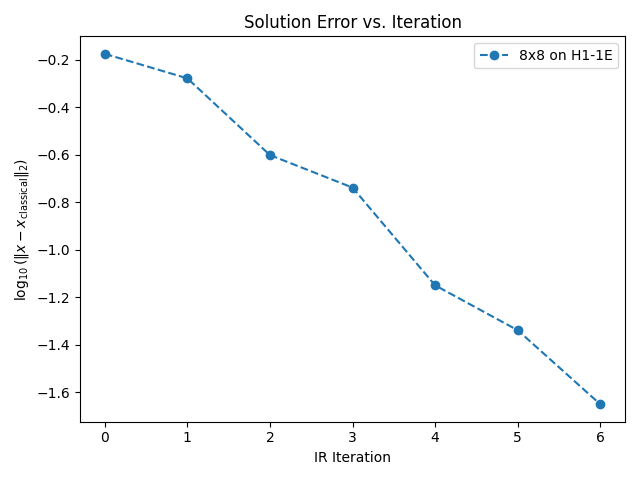 Solution Error vs. Iteration
8x8 on H1-1E
−0.2
−0.4
−0.6
−0.8
−1.0
−1.2
−1.4
−1.6
log₁₀(‖x − x_classical‖₂)
0 1 2 3 4 5 6
IR Iteration